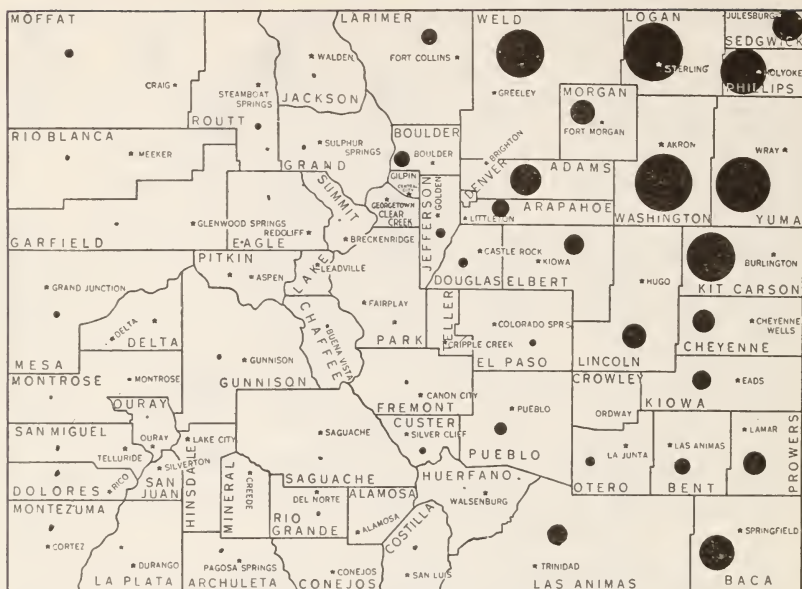 MOFFAT
CRAIG
ROUTT
STEAMBOAT
SPRINGS
WALDEN
JACKSON
LARIMER
FORT COLLINS
WELD
GREELEY
LOGAN
STERLING
JULESBURG
SEDGWICK
HOLYOKE
PHILLIPS
MORGAN
FORT MORGAN
RIO BLANCA
MEEKER
GRAND
SULPHUR
SPRINGS
BOULDER
BOULDER
GILPIN
CENTRAL
CITY
BRIGHTON
ADAMS
DENVER
AKRON
WASHINGTON
WRAY
YUMA
GARFIELD
GLENWOOD SPRINGS
EAGLE
REDCLIFF
SUMMIT
BRECKENRIDGE
GEORGETOWN
CLEAR
CREEK
JEFFERSON
GOLDEN
LITTLETON
ARAPAHOE
PITKIN
ASPEN
LAKE
LEADVILLE
FAIRPLAY
PARK
DOUGLAS
CASTLE ROCK
ELBERT
KIOWA
HUGO
LINCOLN
BURLINGTON
KIT CARSON
MESA
GRAND JUNCTION
DELTA
DELTA
CHAFFEE
BUENA VISTA
TELLER
CRIPPLE CREEK
COLORADO SPRS.
EL PASO
CHEYENNE
WELLS
CHEYENNE
MONTROSE
MONTROSE
GUNNISON
GUNNISON
FREMONT
CANON CITY
CROWLEY
ORDWAY
EADS
KIOWA
OURAY
OURAY
SAN MIGUEL
TELLURIDE
LAKE CITY
HINSDALE
SAGUACHE
SAGUACHE
CUSTER
SILVER CLIFF
PUEBLO
PUEBLO
LA JUNTA
OTERO
LAS ANIMAS
BENT
LAMAR
PROWERS
DOLORES
RICO
SILVERTON
SAN
JUAN
MINERAL
CREEDE
DEL NORTE
RIO
GRANDE
ALAMOSA
ALAMOSA
HUERFANO
WALSENBURG
COSTILLA
SAN LUIS
MONTEZUMA
CORTEZ
DURANGO
LA PLATA
PAGOSA SPRINGS
ARCHULETA
CONEJOS
CONEJOS
TRINIDAD
LAS ANIMAS
SPRINGFIELD
BACA